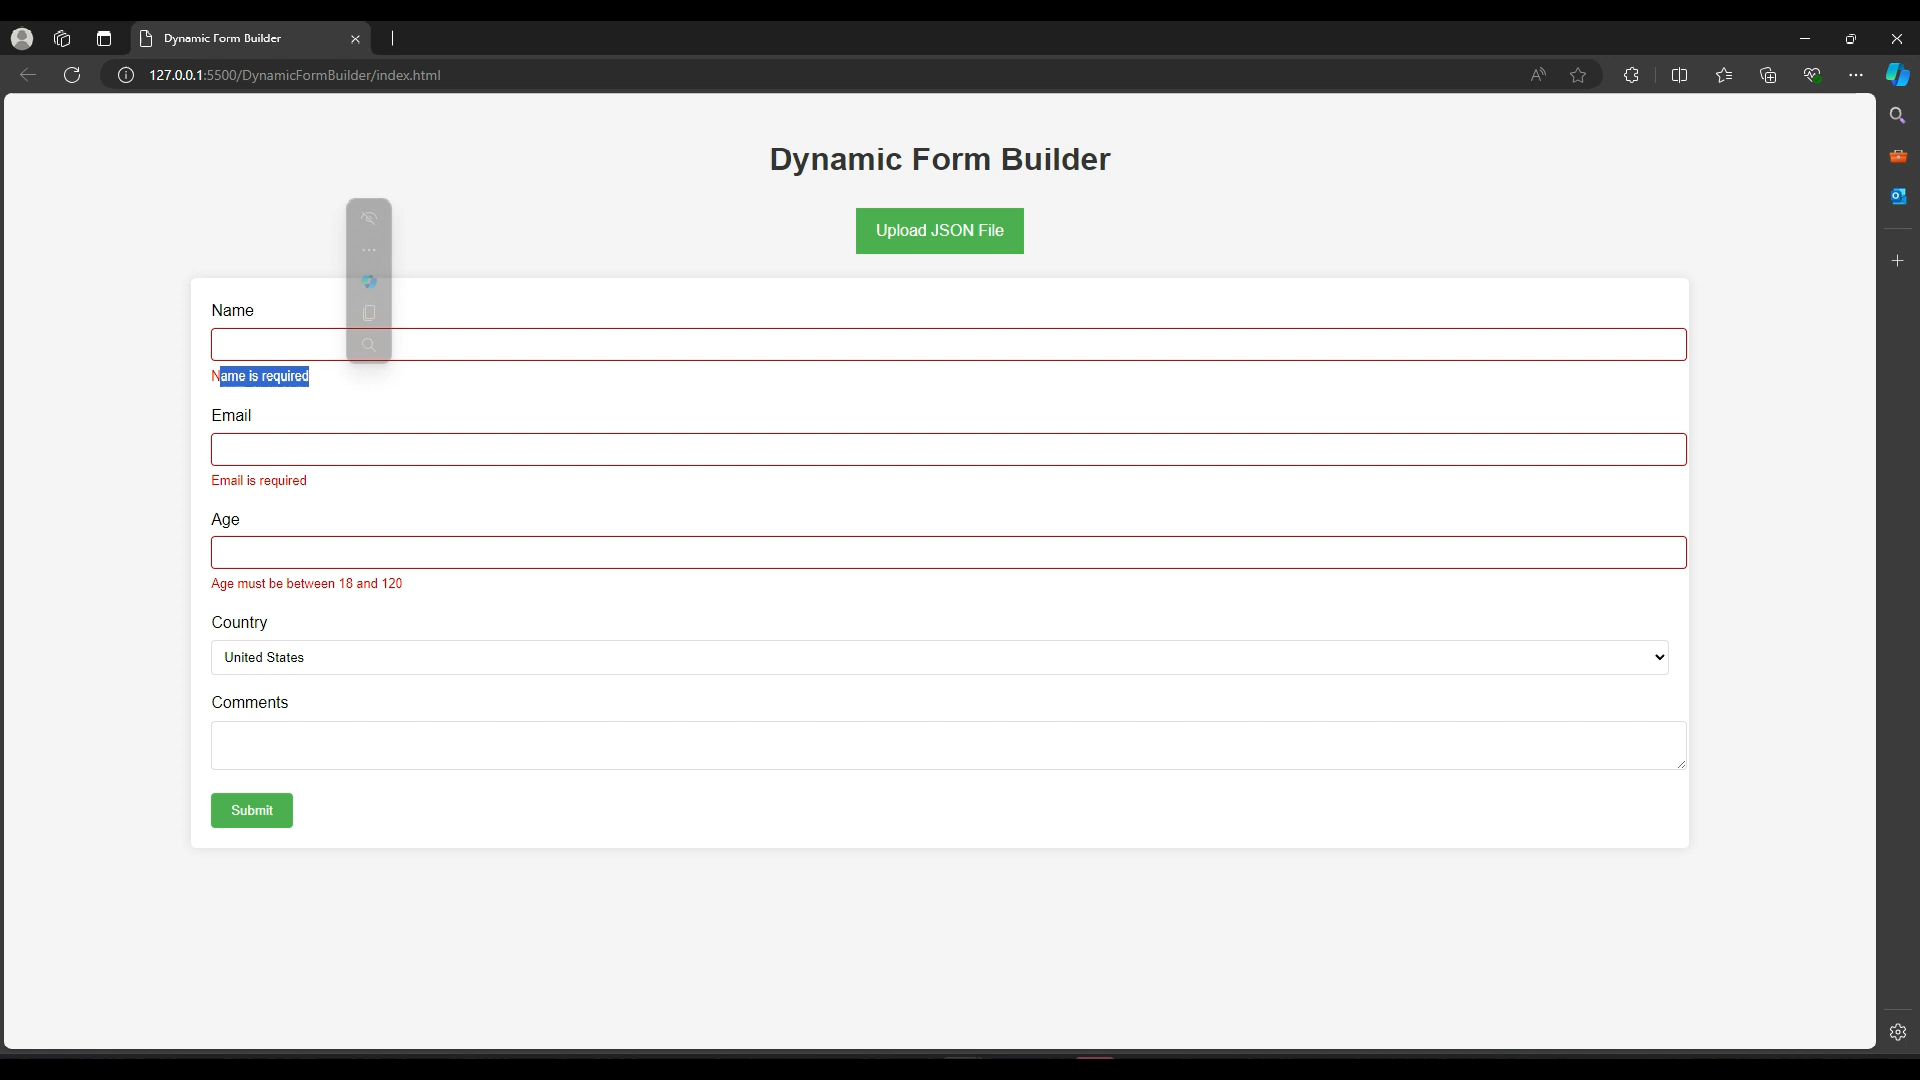 Dynamic Form Builder
127.0.0.1:5500/DynamicFormBuilder/index.html
Dynamic Form Builder
Upload JSON File
Name
Name is required
Email
Email is required
Age
Age must be between 18 and 120
Country
United States
Comments
Submit